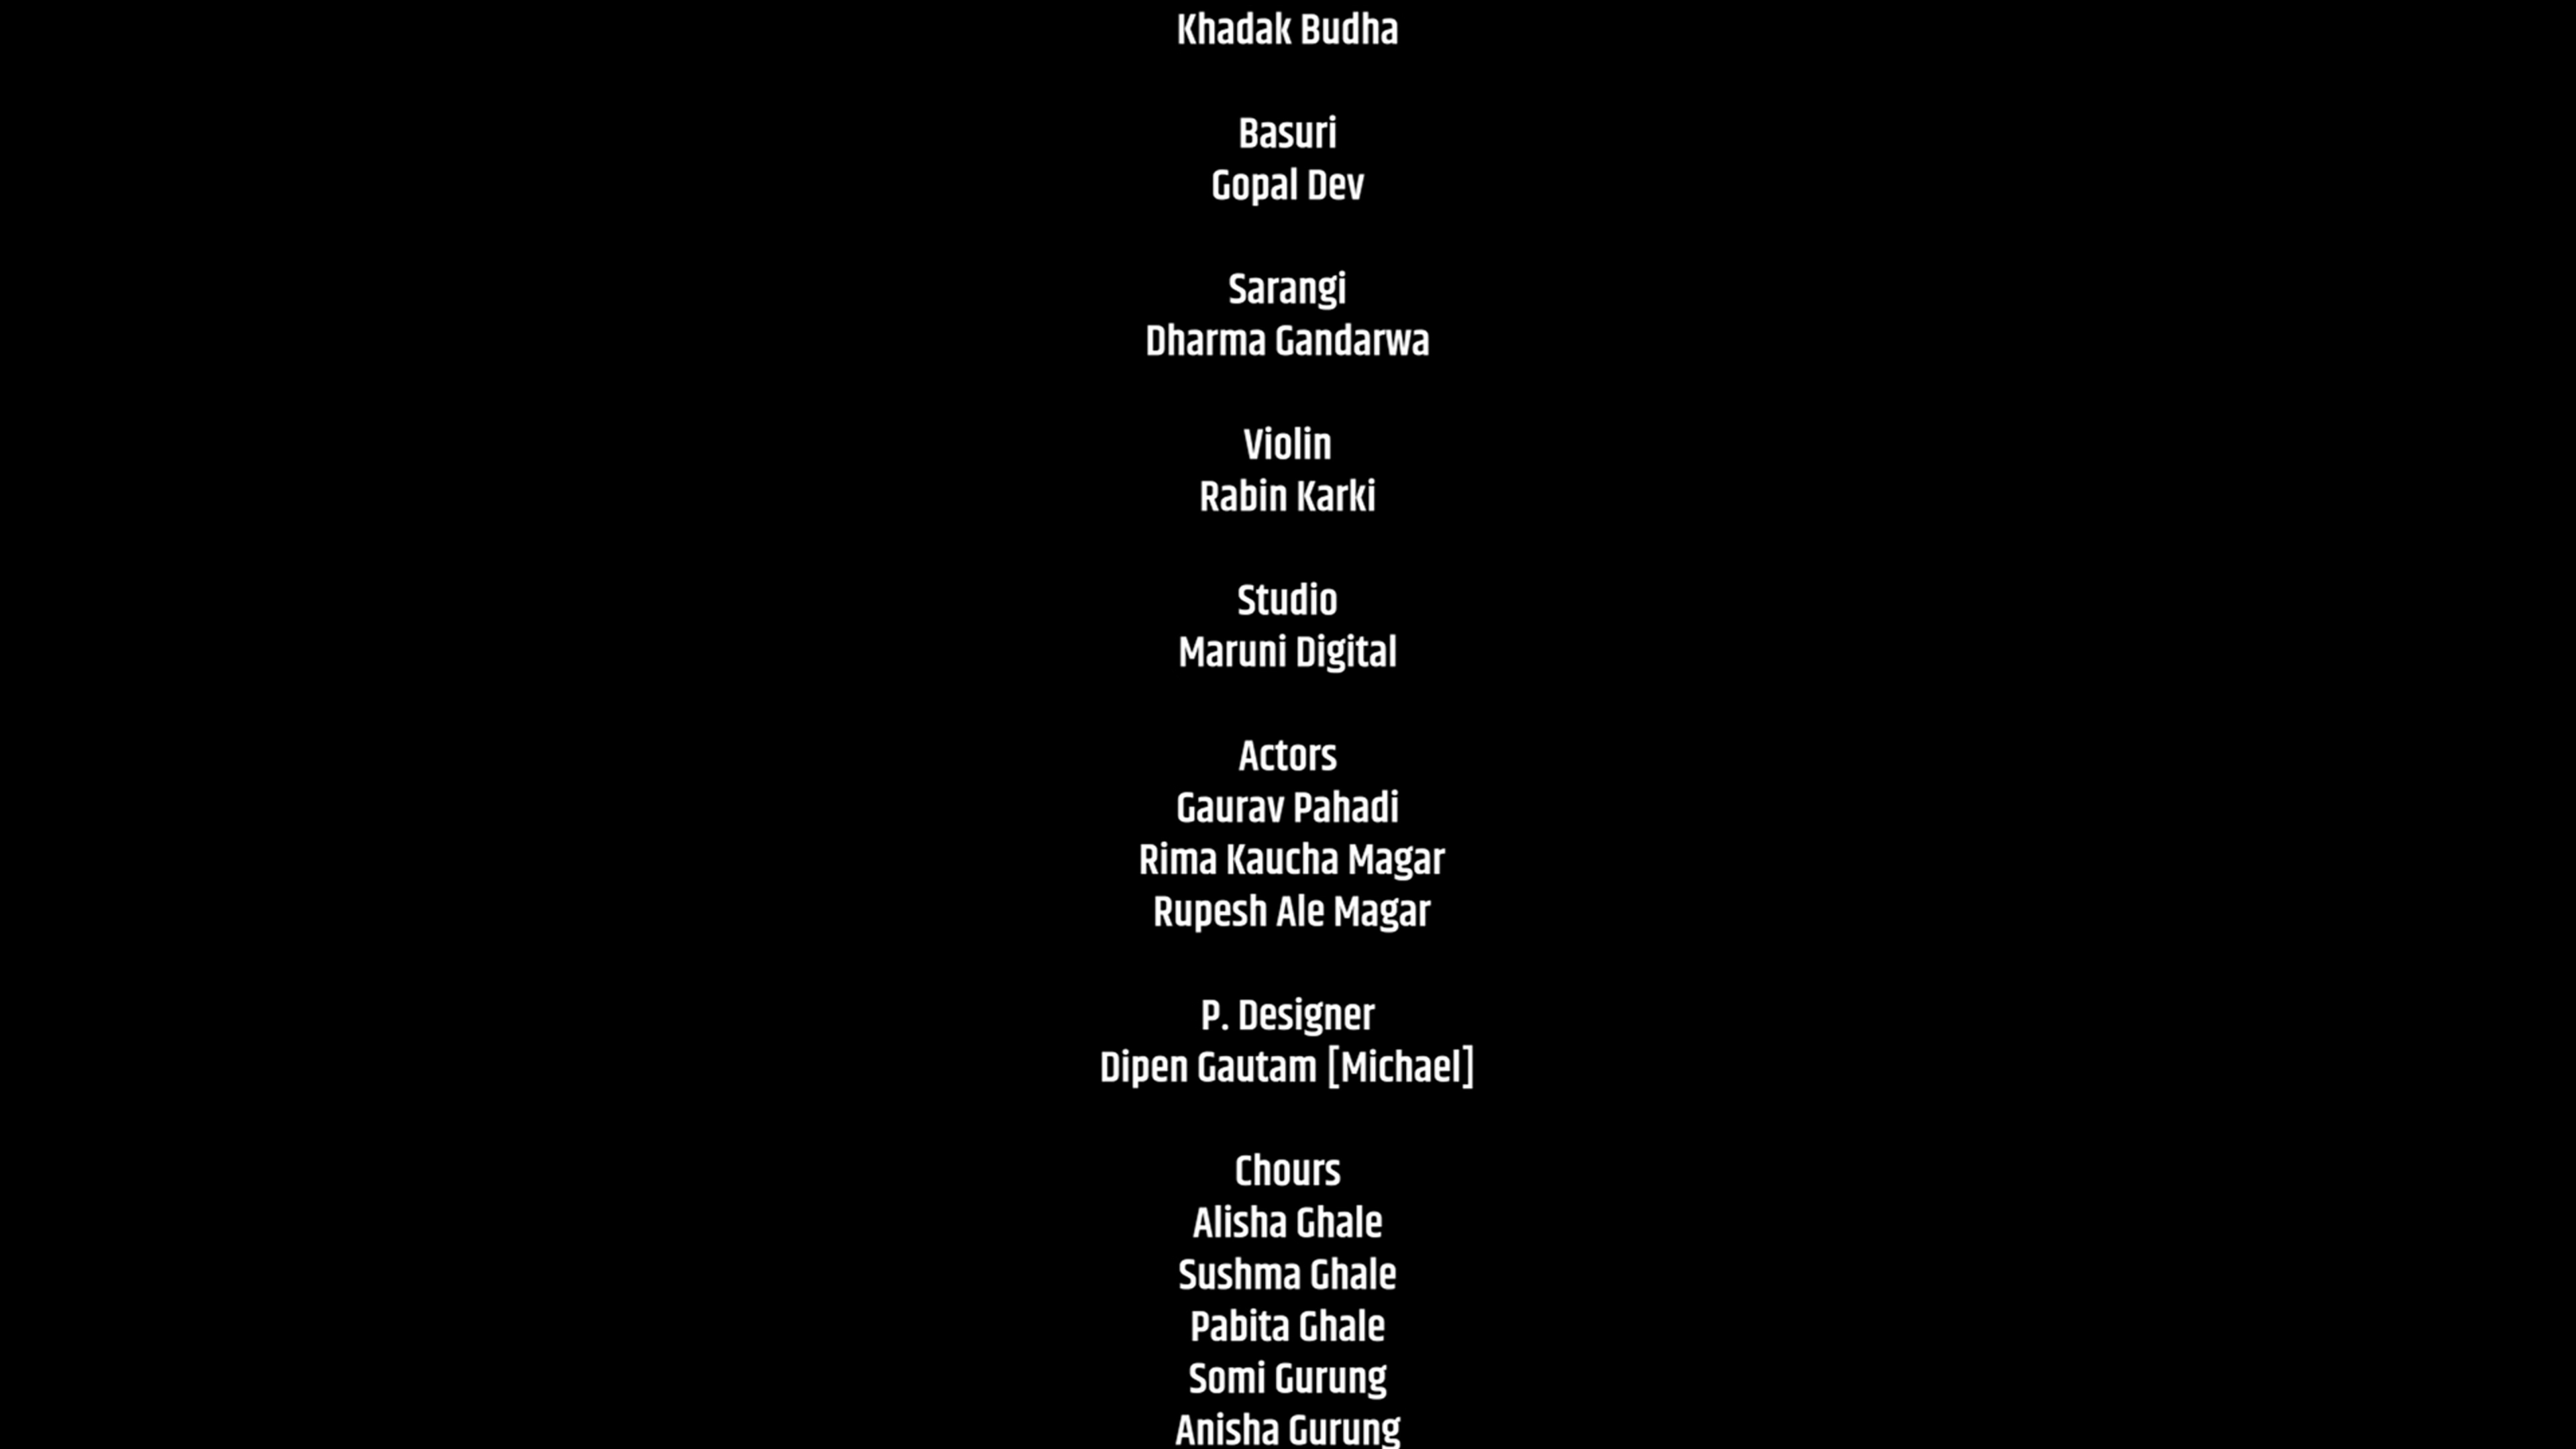 Khadak Budha
Basuri
Gopal Dev
Sarangi
Dharma Gandarwa
Violin
Rabin Karki
Studio
Maruni Digital
Actors
Gaurav Pahadi
Rima Kaucha Magar
Rupesh Ale Magar
P. Designer
Dipen Gautam [Michael]
Chours
Alisha Ghale
Sushma Ghale
Pabita Ghale
Somi Gurung
Anisha Gurung